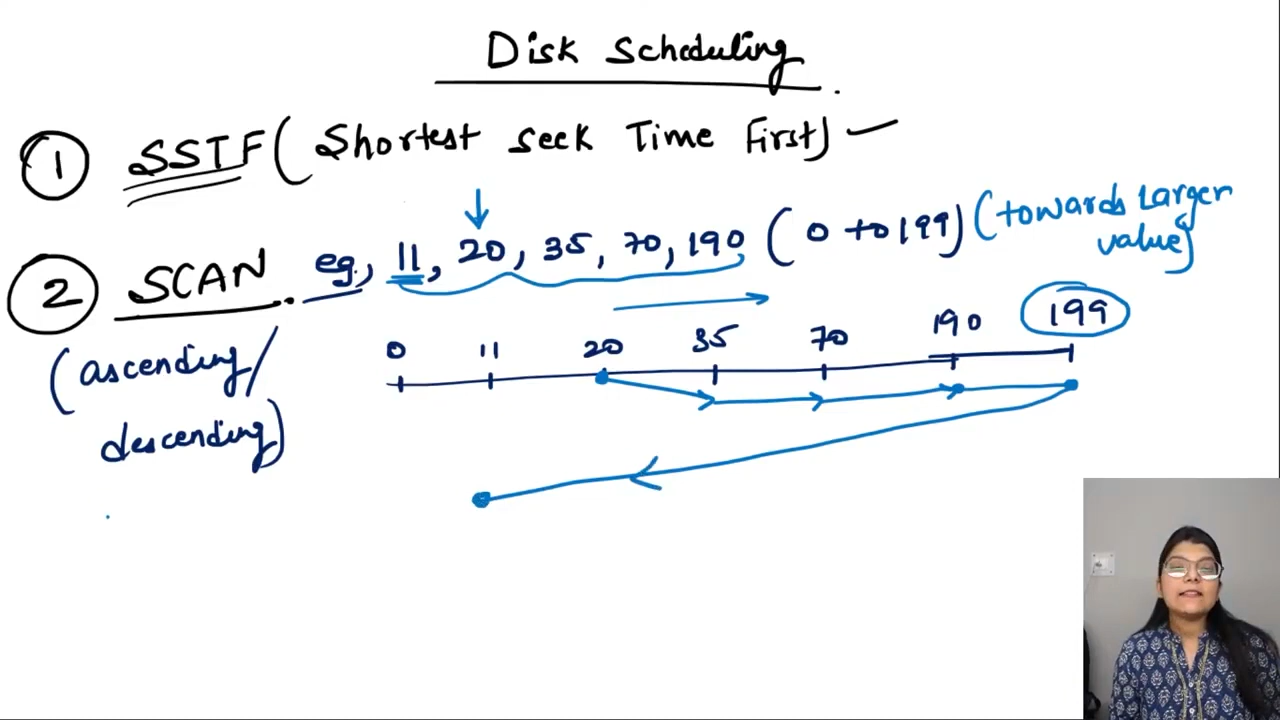 Disk Scheduling
1 SSTF (Shortest Seek Time First)
2 SCAN. eg, 11, 20, 35, 70, 190 (0 to 199) (towards Larger value)
(ascending/
descending)
0 11 20 35 70 190 199